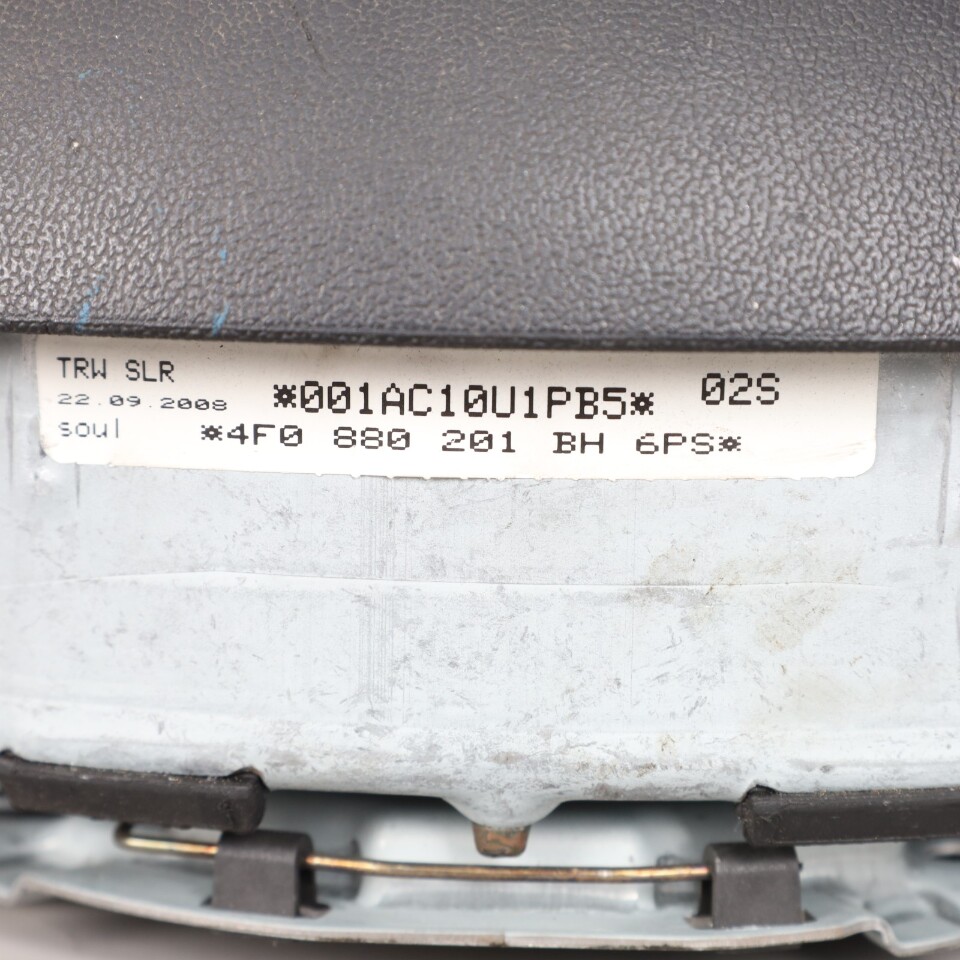 TRW SLR
22.09.2008
soul
*001AC10U1PB5* 02S
*4F0 880 201 BH 6PS*